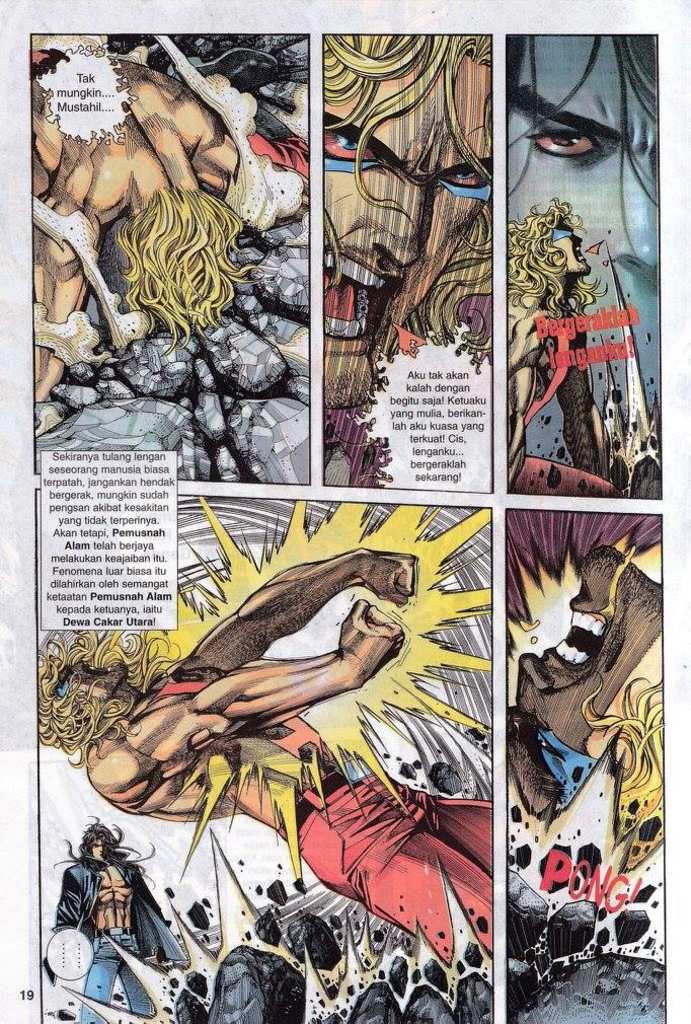 Tak
mungkin....
Mustahil....
Aku tak akan
kalah dengan
begitu saja! Ketuaku
yang mulia, berikan-
lah aku kuasa yang
terkuat! Cis,
lenganku...
bergeraklah
sekarang!
Bergeraklah
lenganku!
Sekiranya tulang lengan
seseorang manusia biasa
terpatah, jangankan hendak
bergerak, mungkin sudah
pengsan akibat kesakitan
yang tidak terperinya.
Akan tetapi, Pemusnah
Alam telah berjaya
melakukan keajaiban itu.
Fenomena luar biasa itu
dilahirkan oleh semangat
ketaatan Pemusnah Alam
kepada ketuanya, iaitu
Dewa Cakar Utara!
...
...
PONG!
19